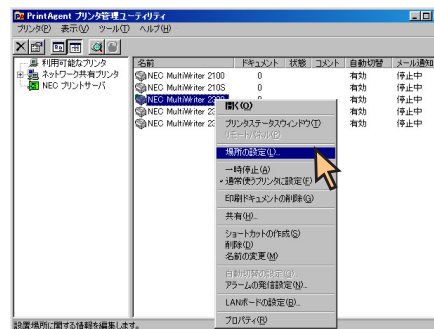 PrintAgent プリンタ管理ユーティリティ
プリンタ(P) 表示(V) ツール(T) ヘルプ(H)
利用可能なプリンタ
ネットワーク共有プリンタ
NEC プリントサーバ
名前 ドキュメント 状態 コメント 自動切替 メール通知
NEC MultiWriter 2100 0 有効 停止中
NEC MultiWriter 210S 0 有効 停止中
NEC MultiWriter 有効 停止中
NEC MultiWriter 有効 停止中
NEC MultiWriter 有効 停止中
開く(O)
プリンタステータスウィンドウ(T)
リモートパネル(P)
場所の設定(L)...
一時停止(A)
通常使うプリンタに設定(F)
印刷ドキュメントの削除(G)
共有(H)...
ショートカットの作成(S)
削除(D)
名前の変更(M)
自動切替の設定
アラームの発信設定(N)...
LANボードの設定(B)...
プロパティ(R)
設置場所に関する情報を編集します。